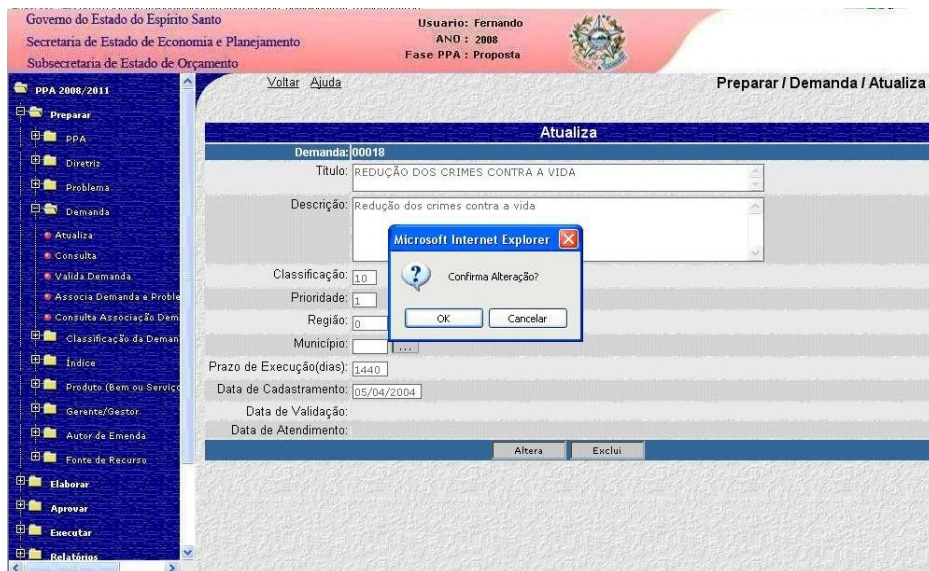 Governo do Estado do Espírito Santo
Secretaria de Estado de Economia e Planejamento
Subsecretaria de Estado de Orçamento
Usuario: Fernando
ANO : 2008
Fase PPA : Proposta
Voltar Ajuda
Preparar / Demanda / Atualiza
PPA 2008/2011
Preparar
PPA
Diretriz
Problema
Demanda
Atualiza
Consulta
Valida Demanda
Associa Demanda e Proble
Consulta Associação Dem
Classificação da Deman
Índice
Produto (Bem ou Serviço
Gerente/Gestor
Autor de Emenda
Fonte de Recurso
Elaborar
Aprovar
Executar
Relatórios
Atualiza
Demanda: 00018
Título: REDUÇÃO DOS CRIMES CONTRA A VIDA
Descrição: Redução dos crimes contra a vida
Classificação: 10
Prioridade: 1
Região: 0
Município: ...
Prazo de Execução(dias): 1440
Data de Cadastramento: 05/04/2004
Data de Validação:
Data de Atendimento:
Altera Exclui
Microsoft Internet Explorer
Confirma Alteração?
OK Cancelar